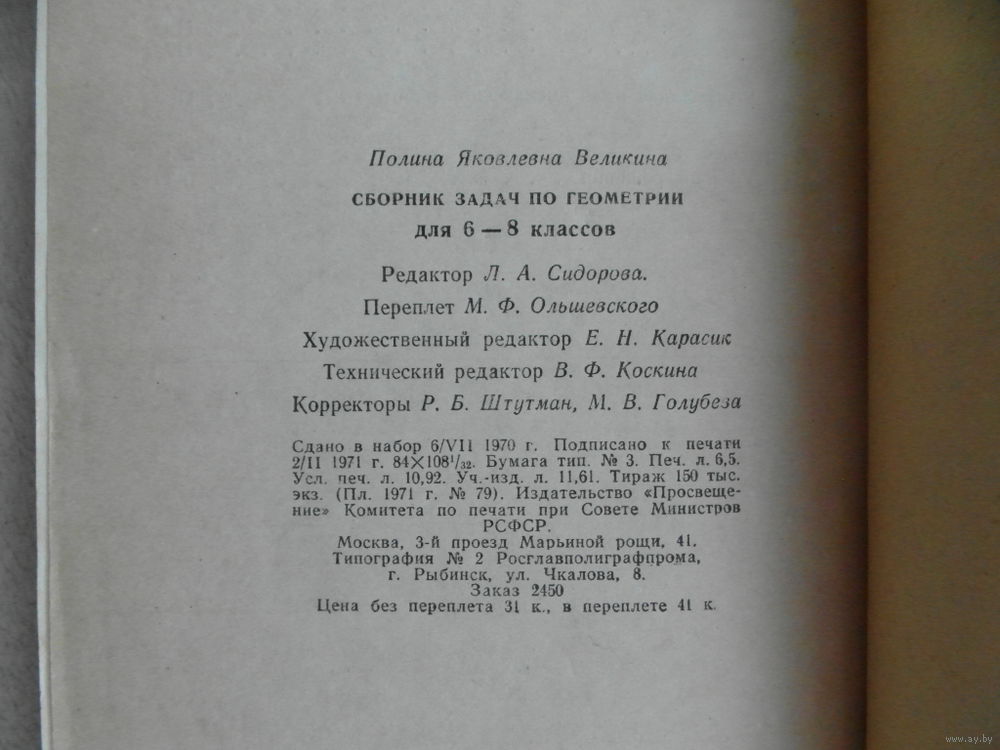 Полина Яковлевна Великина
СБОРНИК ЗАДАЧ ПО ГЕОМЕТРИИ
для 6 — 8 классов
Редактор Л. А. Сидорова.
Переплет М. Ф. Ольшевского
Художественный редактор Е. Н. Карасик
Технический редактор В. Ф. Коскина
Корректоры Р. Б. Штутман, М. В. Голубева
Сдано в набор 6/VII 1970 г. Подписано к печати
2/II 1971 г. 84×108¹/₃₂. Бумага тип. № 3. Печ. л. 6,5.
Усл. печ. л. 10,92. Уч.-изд. л. 11,61. Тираж 150 тыс.
экз. (Пл. 1971 г. № 79). Издательство «Просвеще-
ние» Комитета по печати при Совете Министров
РСФСР.
Москва, 3-й проезд Марьиной рощи, 41.
Типография № 2 Росглавполиграфпрома,
г. Рыбинск, ул. Чкалова, 8.
Заказ 2450
Цена без переплета 31 к., в переплете 41 к.
www.ay.by